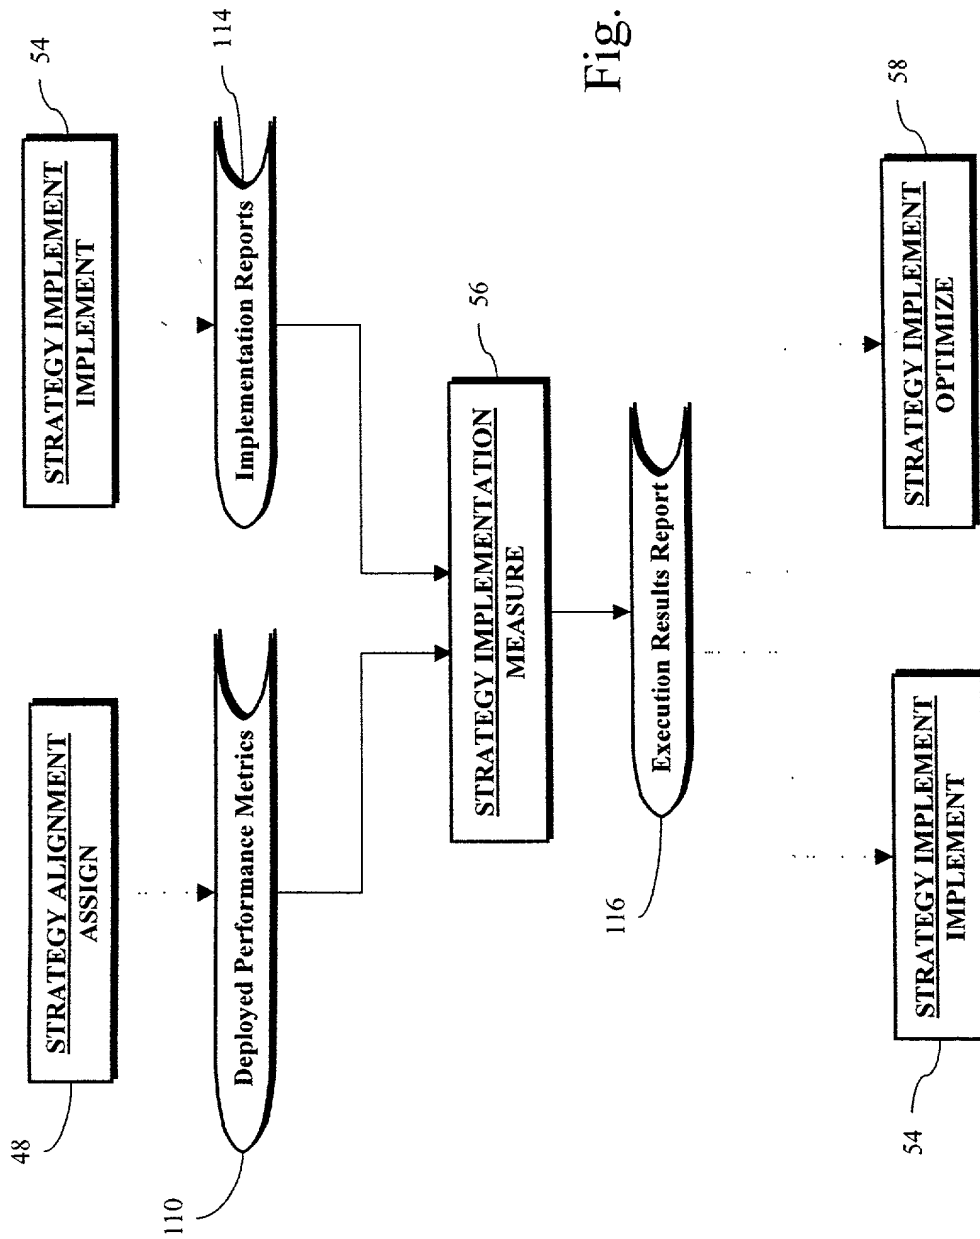 48
STRATEGY ALIGNMENT
ASSIGN
STRATEGY IMPLEMENT
IMPLEMENT
54
110
Deployed Performance Metrics
Implementation Reports
114
STRATEGY IMPLEMENTATION
MEASURE
56
116
Execution Results Report
Fig.
54
STRATEGY IMPLEMENT
IMPLEMENT
STRATEGY IMPLEMENT
OPTIMIZE
58